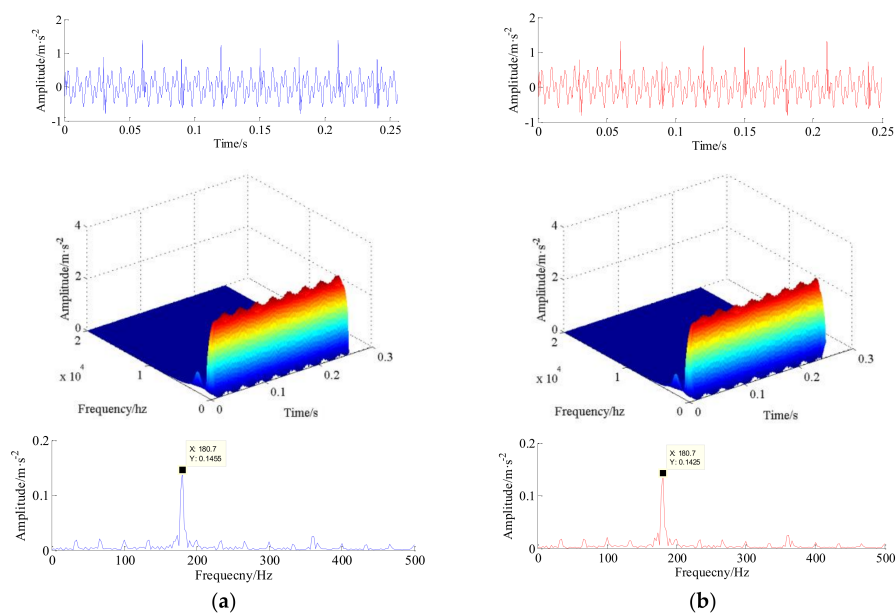 Amplitude/m·s-2
2
1
0
-1
0
0.05
0.1
0.15
0.2
0.25
Time/s
Amplitude/m·s-2
2
1
0
-1
0
0.05
0.1
0.15
0.2
0.25
Time/s
Amplitude/m·s-2
4
2
0
2
x 10 4
1
0
Frequency/hz
0
0.1
0.2
0.3
Time/s
Amplitude/m·s-2
4
2
0
2
x 10 4
1
0
Frequency/hz
0
0.1
0.2
0.3
Time/s
Amplitude/m·s-2
0.2
0.1
0
X: 180.7
Y: 0.1455
0
100
200
300
400
500
Frequecny/Hz
(a)
Amplitude/m·s-2
0.2
0.1
0
X: 180.7
Y: 0.1425
0
100
200
300
400
500
Frequecny/Hz
(b)